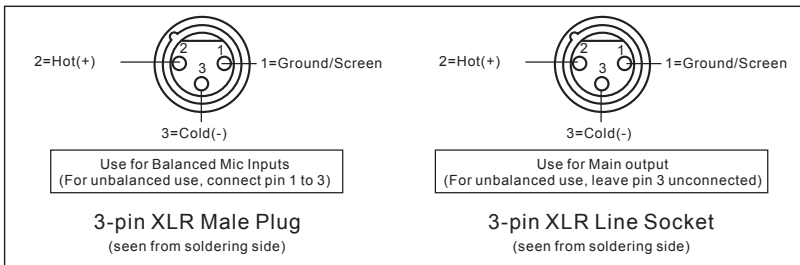 2 1
2=Hot(+) 3 1=Ground/Screen
3=Cold(-)
Use for Balanced Mic Inputs
(For unbalanced use, connect pin 1 to 3)
3-pin XLR Male Plug
(seen from soldering side)
2 1
2=Hot(+) 3 1=Ground/Screen
3=Cold(-)
Use for Main output
(For unbalanced use, leave pin 3 unconnected)
3-pin XLR Line Socket
(seen from soldering side)